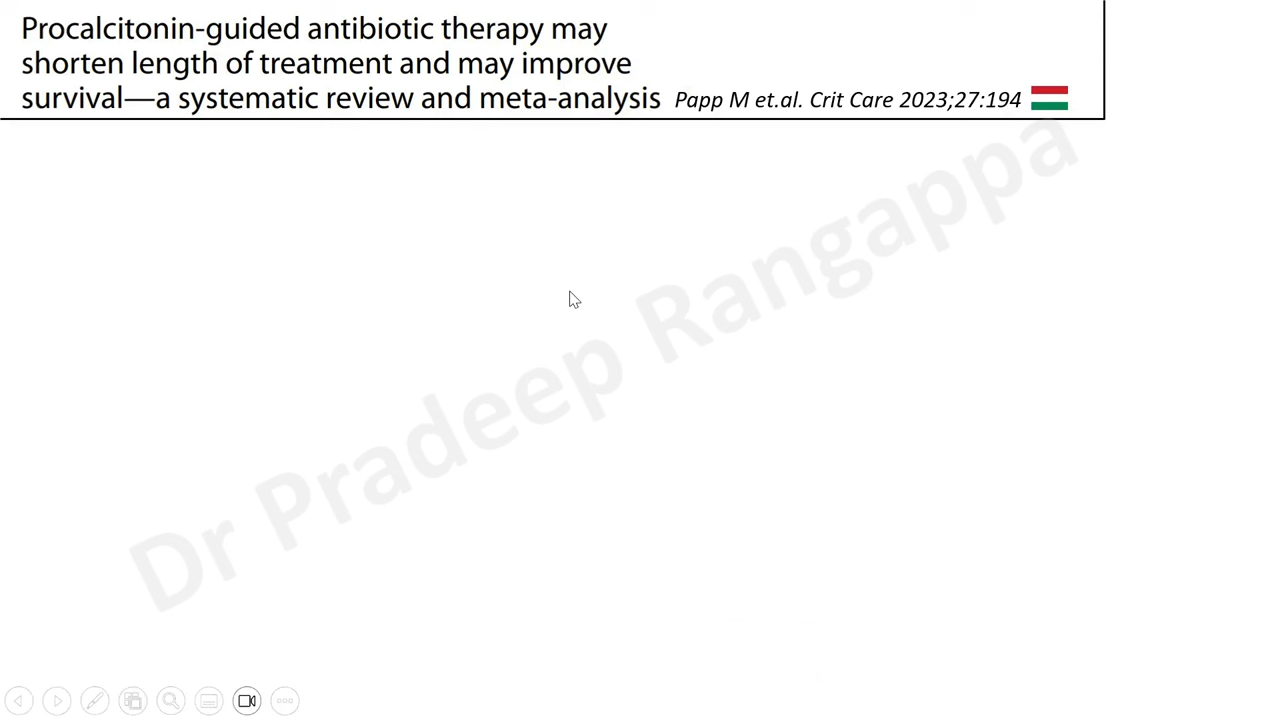 Procalcitonin-guided antibiotic therapy may
shorten length of treatment and may improve
survival—a systematic review and meta-analysis Papp M et.al. Crit Care 2023;27:194
Dr Pradeep Rangappa